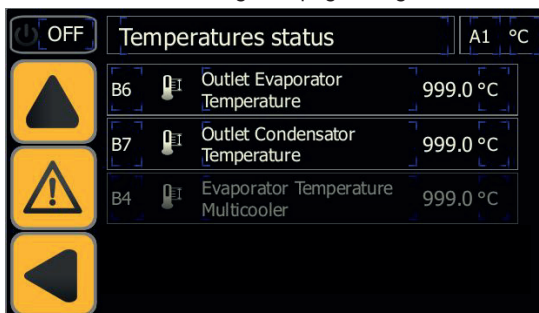 OFF Temperatures status A1 °C
B6 Outlet Evaporator Temperature 999.0 °C
B7 Outlet Condensator Temperature 999.0 °C
B4 Evaporator Temperature Multicooler 999.0 °C